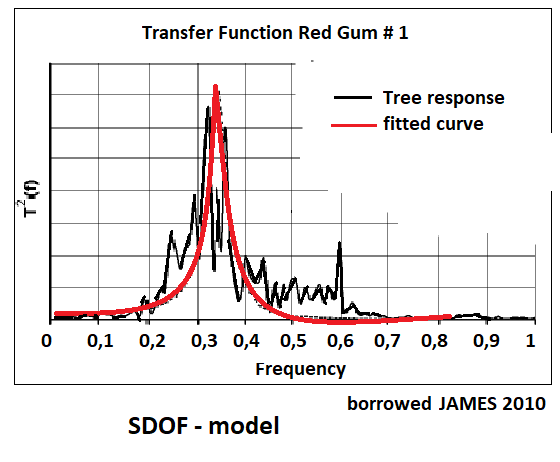 Transfer Function Red Gum # 1
Tree response
fitted curve
T²(f)
0 0,1 0,2 0,3 0,4 0,5 0,6 0,7 0,8 0,9 1
Frequency
borrowed JAMES 2010
SDOF - model